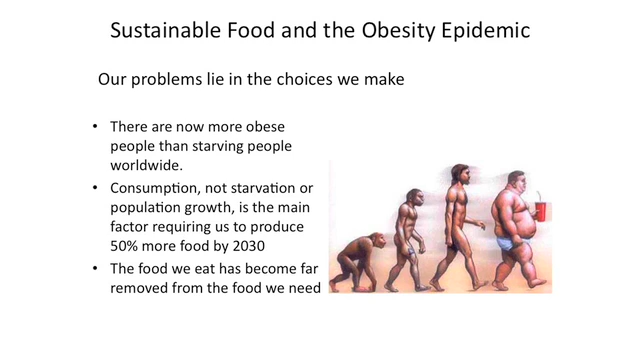 Sustainable Food and the Obesity Epidemic
Our problems lie in the choices we make
• There are now more obese
people than starving people
worldwide.
• Consumption, not starvation or
population growth, is the main
factor requiring us to produce
50% more food by 2030
• The food we eat has become far
removed from the food we need